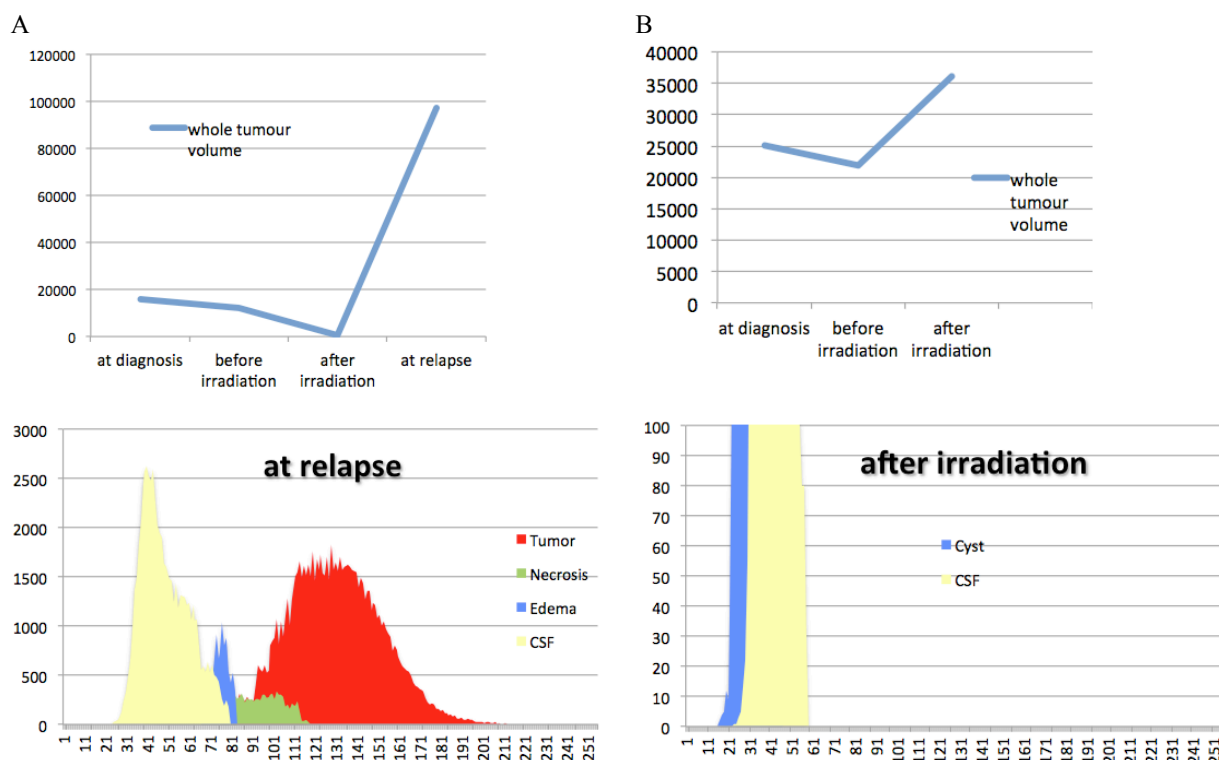 A
120000
100000
80000
60000
40000
20000
0
whole tumour
volume
at diagnosis
before
irradiation
after
irradiation
at relapse
B
40000
35000
30000
25000
20000
15000
10000
5000
0
whole
tumour
volume
at diagnosis
before
irradiation
after
irradiation
3000
2500
2000
1500
1000
500
0
at relapse
Tumor
Necrosis
Edema
CSF
1 11 21 31 41 51 61 71 81 91 101 111 121 131 141 151 161 171 181 191 201 211 221 231 241 251
100
90
80
70
60
50
40
30
20
10
0
after irradiation
Cyst
CSF
1 11 21 31 41 51 61 71 81 91 101 111 121 131 141 151 161 171 181 191 201 211 221 231 241 251